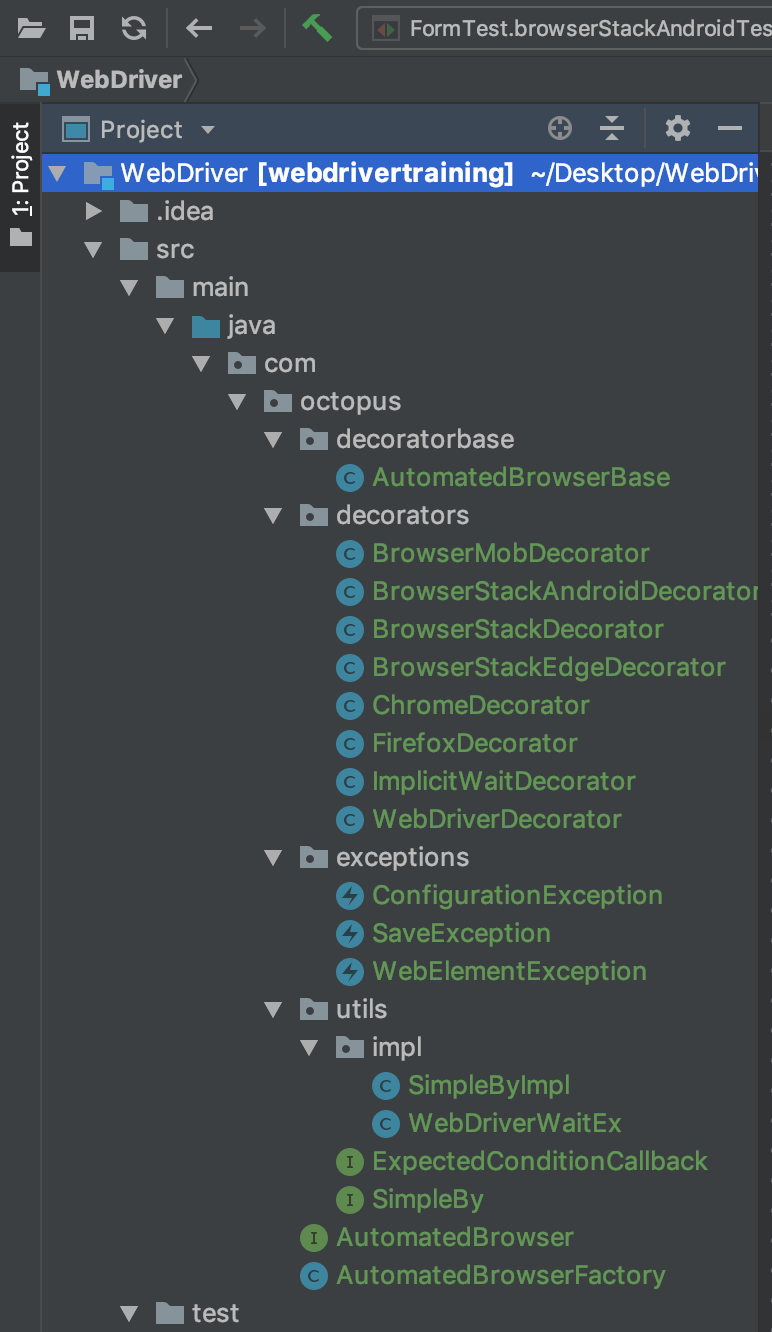 FormTest.browserStackAndroidTes
WebDriver
1: Project
Project
WebDriver [webdrivertraining] ~/Desktop/WebDriv
.idea
src
main
java
com
octopus
decoratorbase
AutomatedBrowserBase
decorators
BrowserMobDecorator
BrowserStackAndroidDecorator
BrowserStackDecorator
BrowserStackEdgeDecorator
ChromeDecorator
FirefoxDecorator
ImplicitWaitDecorator
WebDriverDecorator
exceptions
ConfigurationException
SaveException
WebElementException
utils
impl
SimpleByImpl
WebDriverWaitEx
ExpectedConditionCallback
SimpleBy
AutomatedBrowser
AutomatedBrowserFactory
test